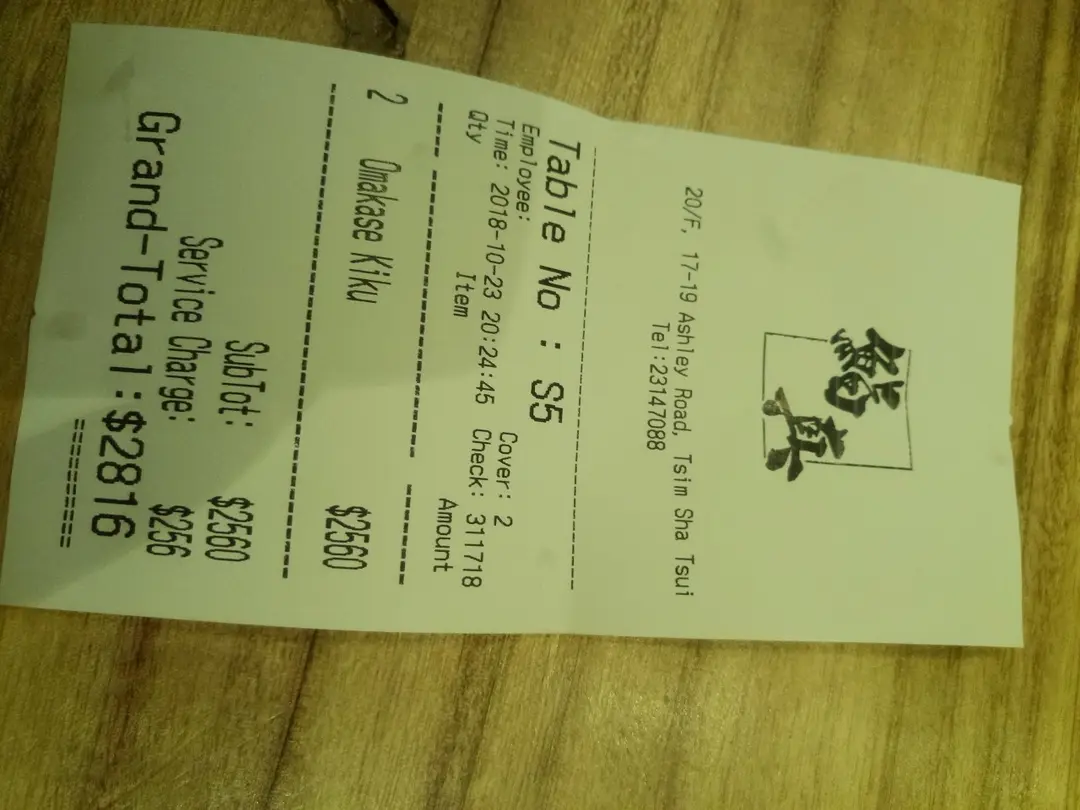 鮨真
20/F, 17-19 Ashley Road, Tsim Sha Tsui
Tel:23147088
Table No : S5
Employee: Cover: 2
Time: 2018-10-23 20:24:45 Check: 311718
Qty Item Amount
2 Omakase Kiku $2560
SubTot: $2560
Service Charge: $256
Grand-Total:$2816